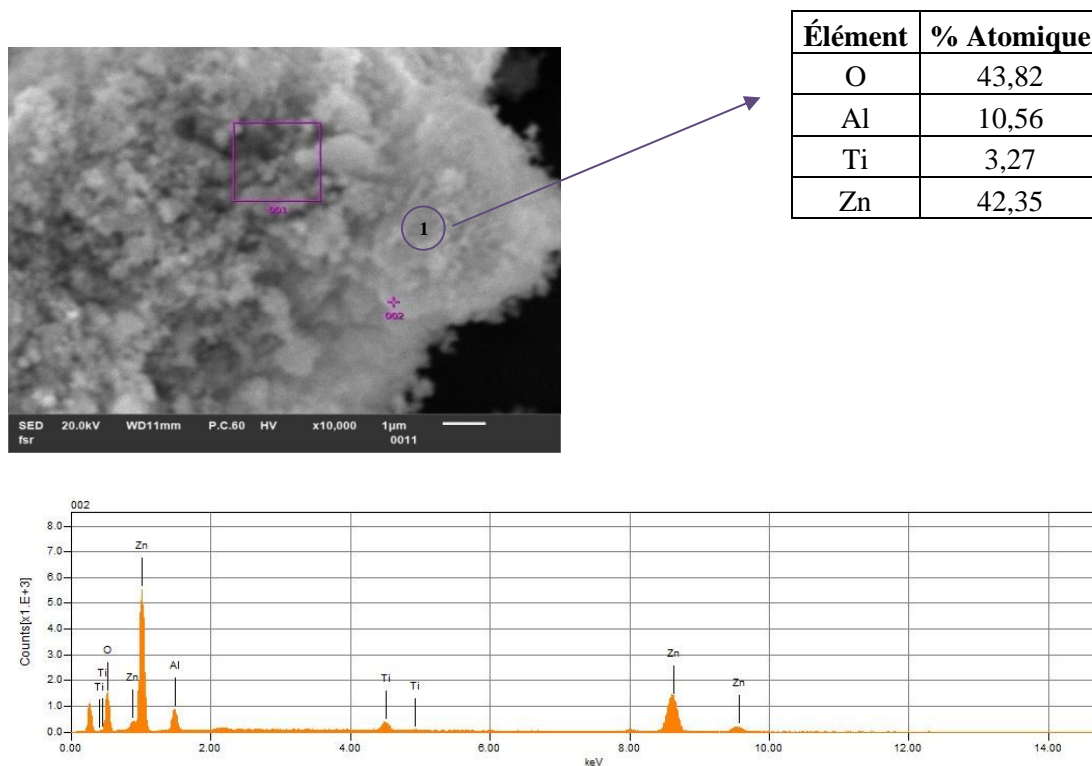 Élément % Atomique
O 43,82
Al 10,56
Ti 3,27
Zn 42,35
001
1
002
SED 20.0kV WD11mm P.C.60 HV x10,000 1µm
fsr 0011
002
8.0
7.0
6.0
5.0
4.0
3.0
2.0
1.0
0.0
Counts[x1.E+3]
Zn
O
Ti
Ti
Zn
Al
Ti
Ti
Zn
Zn
0.00 2.00 4.00 6.00 8.00 10.00 12.00 14.00
keV